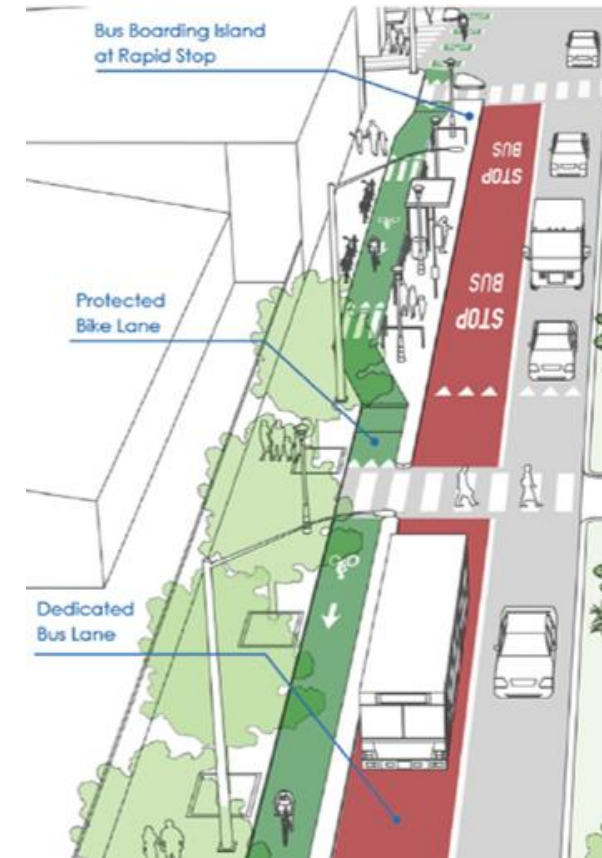 Bus Boarding Island
at Rapid Stop
BUS
STOP
BUS
STOP
Protected
Bike Lane
Dedicated
Bus Lane